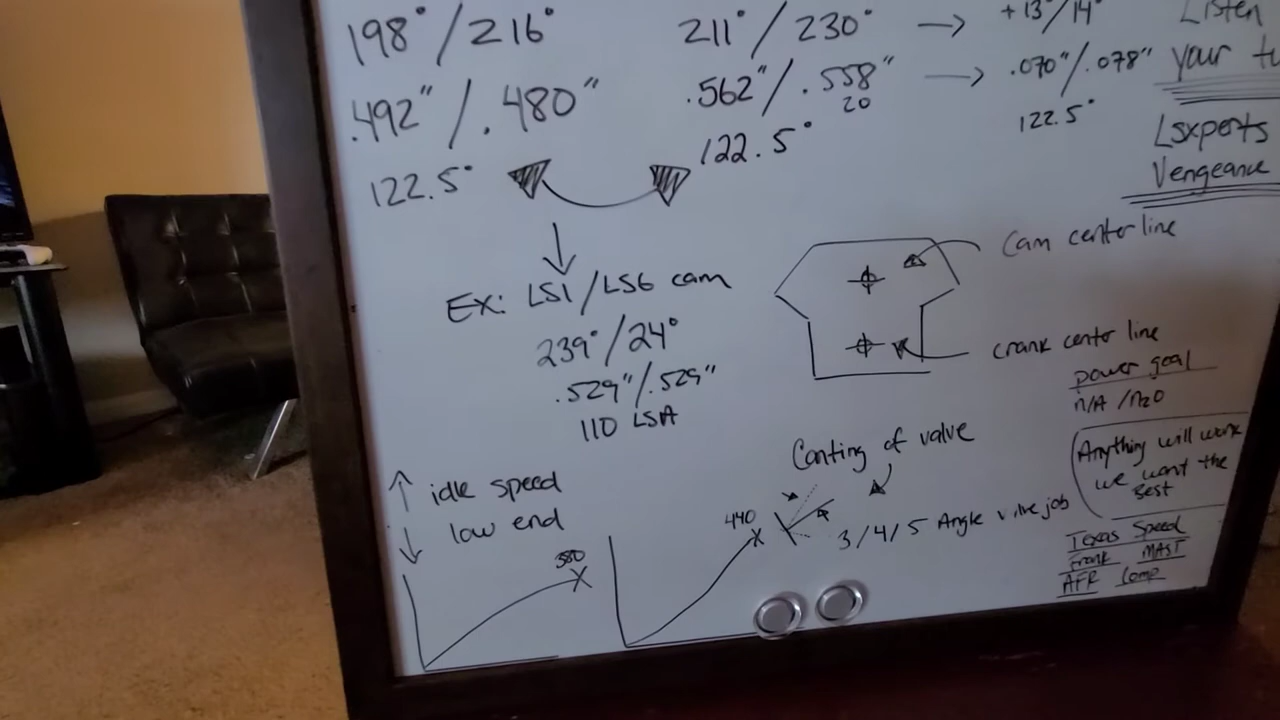 198°/216°
211°/230° → +13°/14°
.492"/.480"
.562"/.558" → .070"/.078"
20
122.5°
122.5°
122.5°
Listen
your
Lsxperts
Vengeance
↓
Ex: LS1/LS6 cam
239°/24°
.529"/.529"
110 LSA
Cam center line
crank center line
power goal
n/A /n2O
Anything will work
we want the
Best
Canting of valve
3/4/5 Angle valve job
↑ idle speed
↓ low end
380
440
Texas Speed
Frank MAST
AFR Comp